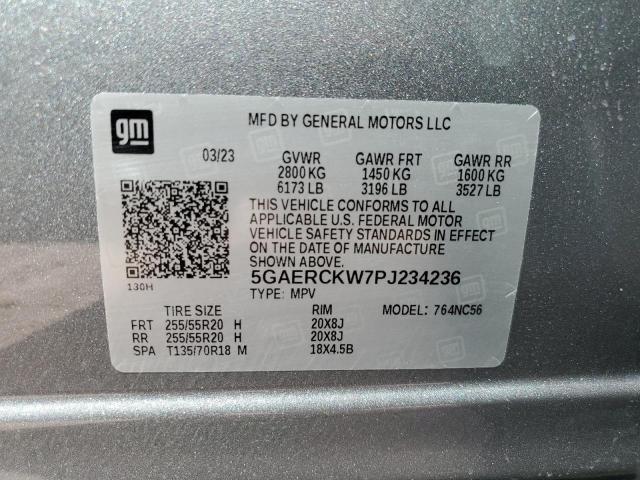 gm
MFD BY GENERAL MOTORS LLC
03/23 GVWR GAWR FRT GAWR RR
2800 KG 1450 KG 1600 KG
6173 LB 3196 LB 3527 LB
THIS VEHICLE CONFORMS TO ALL
APPLICABLE U.S. FEDERAL MOTOR
VEHICLE SAFETY STANDARDS IN EFFECT
ON THE DATE OF MANUFACTURE
SHOWN ABOVE.
130H
5GAERCKW7PJ234236
TYPE: MPV MODEL: 764NC56
TIRE SIZE RIM
FRT 255/55R20 H 20X8J
RR 255/55R20 H 20X8J
SPA T135/70R18 M 18X4.5B